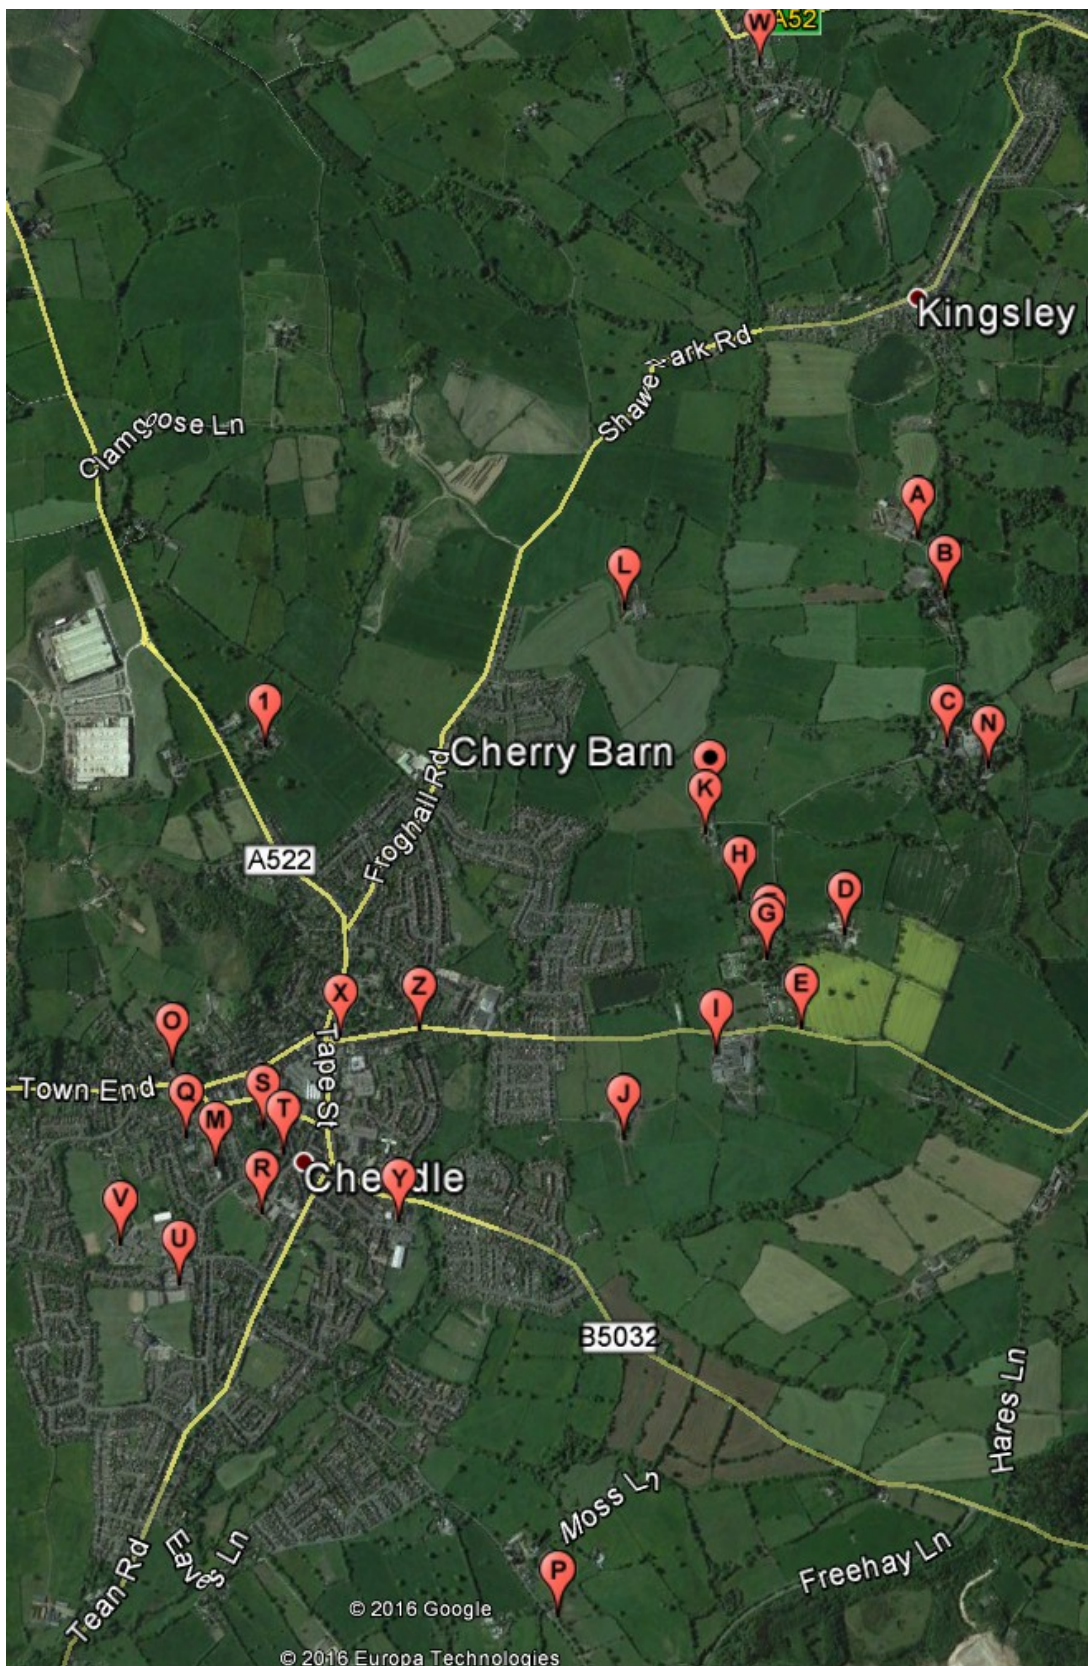 W
A52
Kingsley
Shawe Park Rd
Clamgoose Ln
A
B
L
1
C
N
Cherry Barn
K
Froghall Rd
H
A522
D
G
E
X
Z
I
O
Tape St
Town End
S
Q
T
J
M
R
Cheadle
Y
V
U
B5032
Hares Ln
Moss Ln
P
Freehay Ln
Eaves Ln
Tean Rd
© 2016 Google
© 2016 Europa Technologies